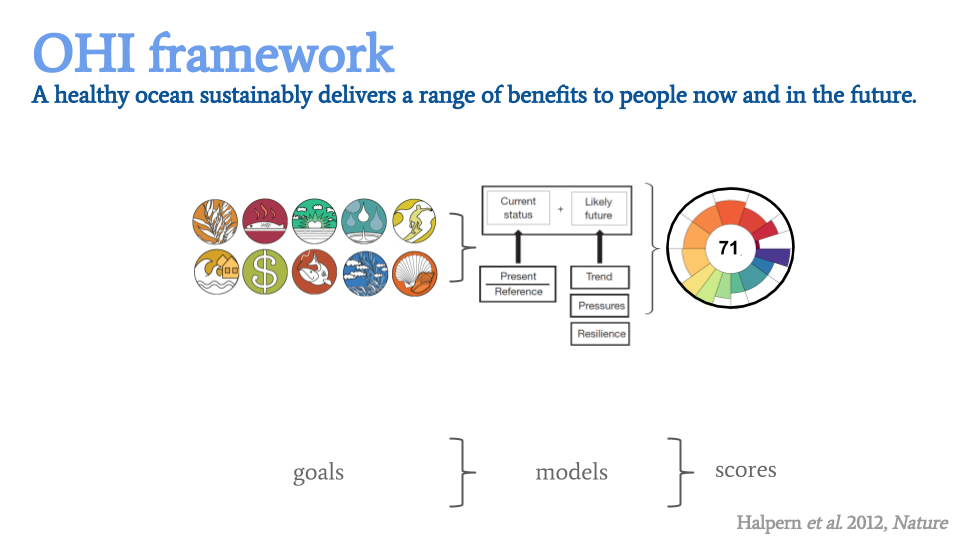 OHI framework
A healthy ocean sustainably delivers a range of benefits to people now and in the future.
Current
status
+
Likely
future
Present
Reference
Trend
Pressures
Resilience
$
71
goals
models
scores
Halpern et al. 2012, Nature